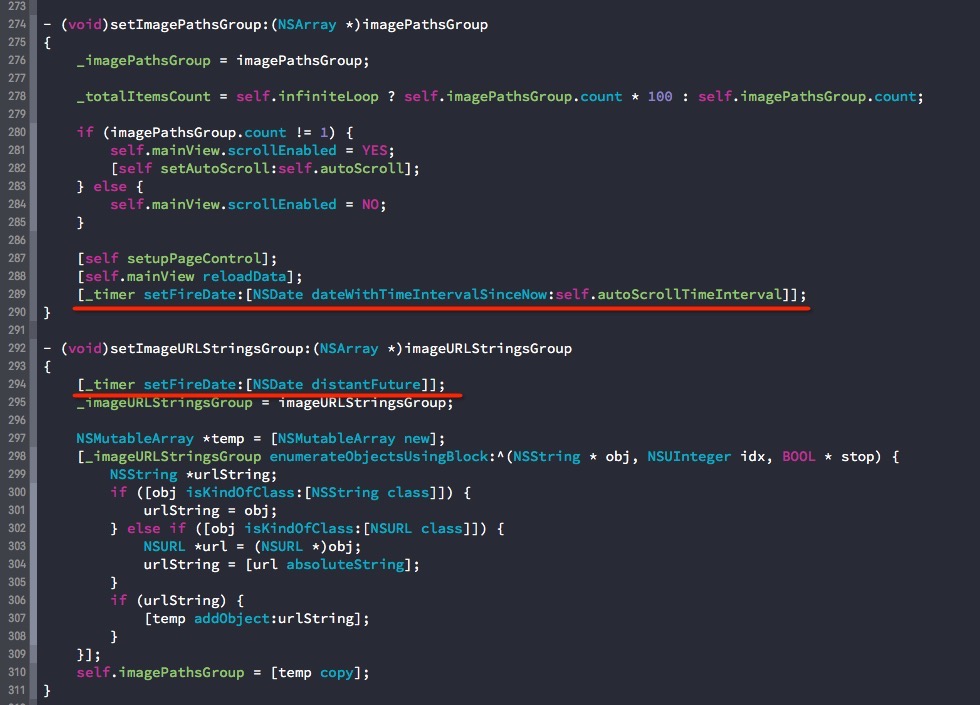 273
274 - (void)setImagePathsGroup:(NSArray *)imagePathsGroup
275 {
276     _imagePathsGroup = imagePathsGroup;
277
278     _totalItemsCount = self.infiniteLoop ? self.imagePathsGroup.count * 100 : self.imagePathsGroup.count;
279
280     if (imagePathsGroup.count != 1) {
281         self.mainView.scrollEnabled = YES;
282         [self setAutoScroll:self.autoScroll];
283     } else {
284         self.mainView.scrollEnabled = NO;
285     }
286
287     [self setupPageControl];
288     [self.mainView reloadData];
289     [_timer setFireDate:[NSDate dateWithTimeIntervalSinceNow:self.autoScrollTimeInterval]];
290 }
291
292 - (void)setImageURLStringsGroup:(NSArray *)imageURLStringsGroup
293 {
294     [_timer setFireDate:[NSDate distantFuture]];
295     _imageURLStringsGroup = imageURLStringsGroup;
296
297     NSMutableArray *temp = [NSMutableArray new];
298     [_imageURLStringsGroup enumerateObjectsUsingBlock:^(NSString * obj, NSUInteger idx, BOOL * stop) {
299         NSString *urlString;
300         if ([obj isKindOfClass:[NSString class]]) {
301             urlString = obj;
302         } else if ([obj isKindOfClass:[NSURL class]]) {
303             NSURL *url = (NSURL *)obj;
304             urlString = [url absoluteString];
305         }
306         if (urlString) {
307             [temp addObject:urlString];
308         }
309     }];
310     self.imagePathsGroup = [temp copy];
311 }